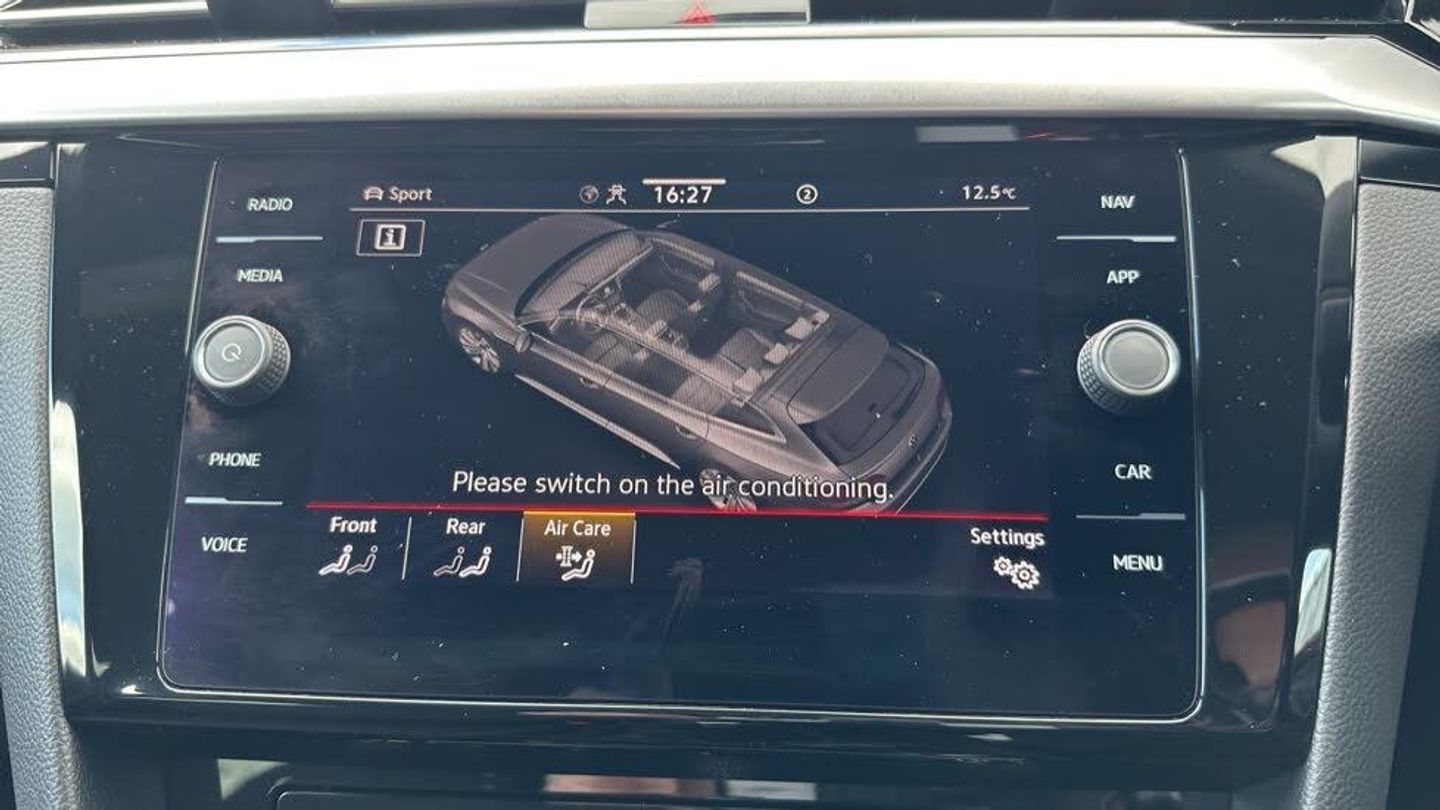 RADIO
Sport
16:27
2
12.5°C
NAV
i
MEDIA
APP
PHONE
CAR
Please switch on the air conditioning.
Front
Rear
Air Care
Settings
VOICE
MENU